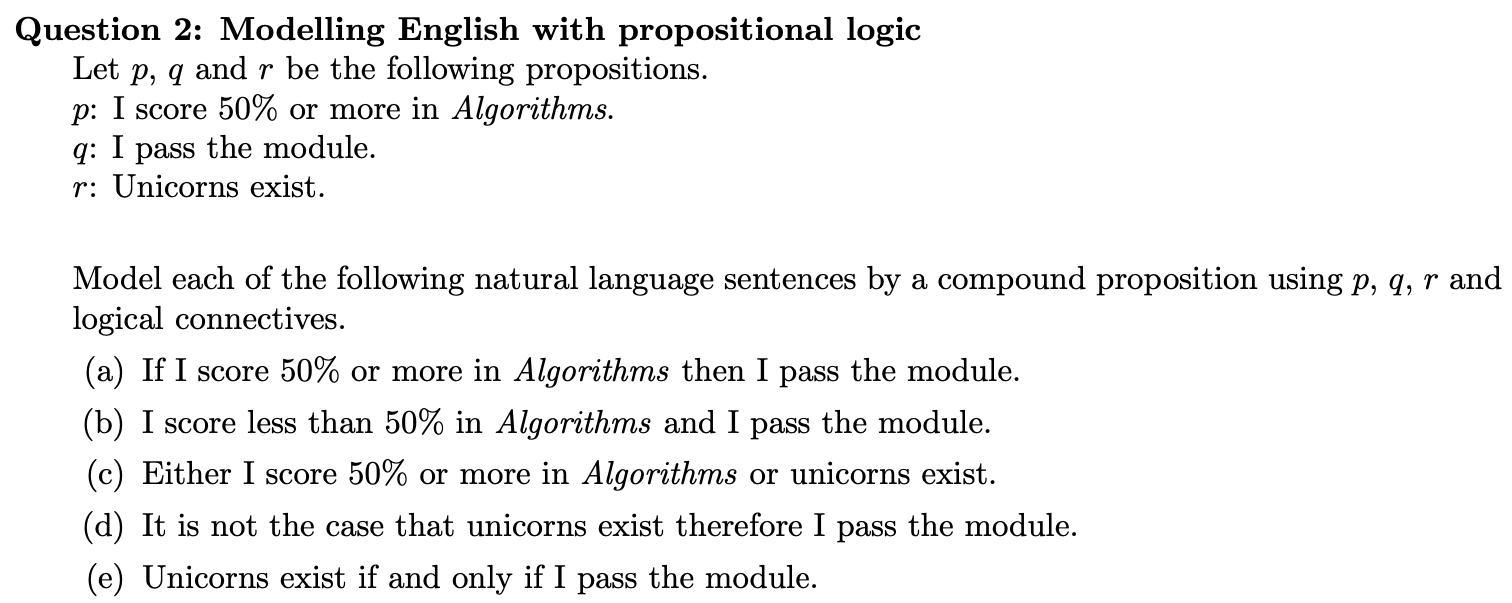 Question 2: Modelling English with propositional logic
Let p, q and r be the following propositions.
p: I score 50% or more in Algorithms.
q: I pass the module.
r: Unicorns exist.
Model each of the following natural language sentences by a compound proposition using p, q, r and
logical connectives.
(a) If I score 50% or more in Algorithms then I pass the module.
(b) I score less than 50% in Algorithms and I pass the module.
(c) Either I score 50% or more in Algorithms or unicorns exist.
(d) It is not the case that unicorns exist therefore I pass the module.
(e) Unicorns exist if and only if I pass the module.